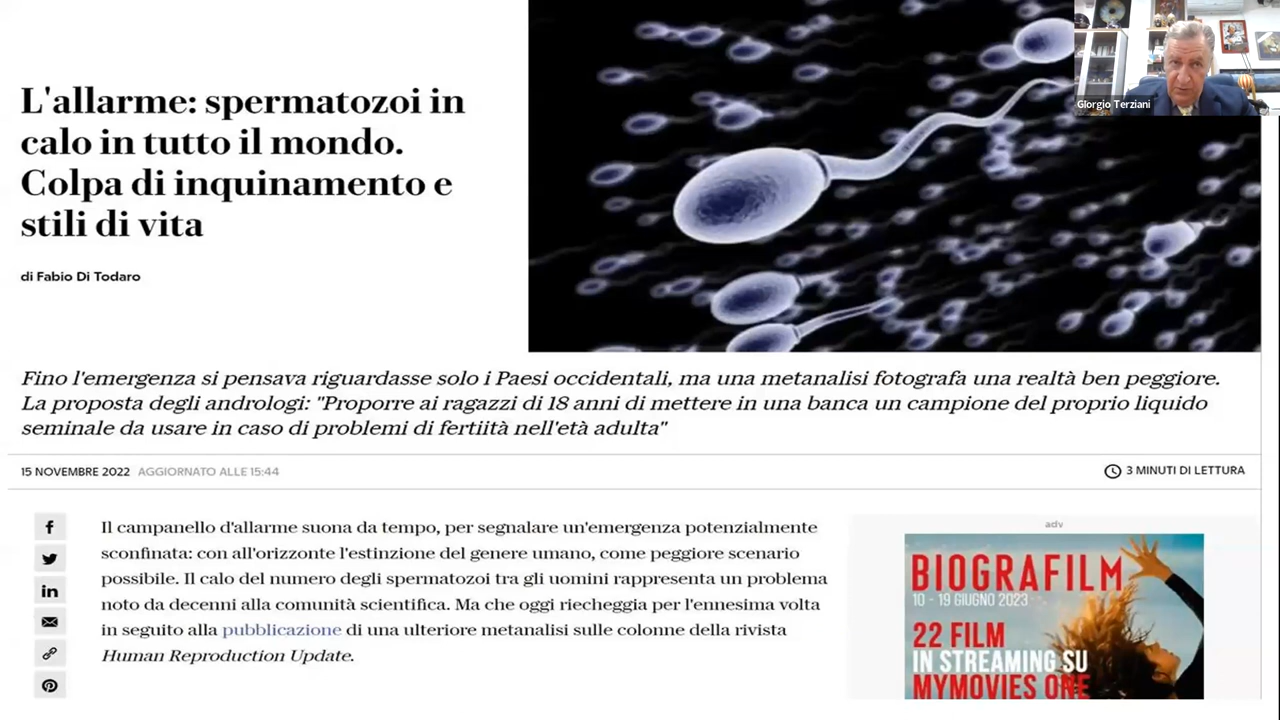 L'allarme: spermatozoi in
calo in tutto il mondo.
Colpa di inquinamento e
stili di vita
di Fabio Di Todaro
GIorgio Terziani
Fino l'emergenza si pensava riguardasse solo i Paesi occidentali, ma una metanalisi fotografa una realtà ben peggiore.
La proposta degli andrologi: "Proporre ai ragazzi di 18 anni di mettere in una banca un campione del proprio liquido
seminale da usare in caso di problemi di fertiità nell'età adulta"
15 NOVEMBRE 2022 AGGIORNATO ALLE 15:44
3 MINUTI DI LETTURA
Il campanello d'allarme suona da tempo, per segnalare un'emergenza potenzialmente
sconfinata: con all'orizzonte l'estinzione del genere umano, come peggiore scenario
possibile. Il calo del numero degli spermatozoi tra gli uomini rappresenta un problema
noto da decenni alla comunità scientifica. Ma che oggi riecheggia per l'ennesima volta
in seguito alla pubblicazione di una ulteriore metanalisi sulle colonne della rivista
Human Reproduction Update.
adv
BIOGRAFILM
10 - 19 GIUGNO 2023
22 FILM
IN STREAMING SU
MYMOVIES ONE